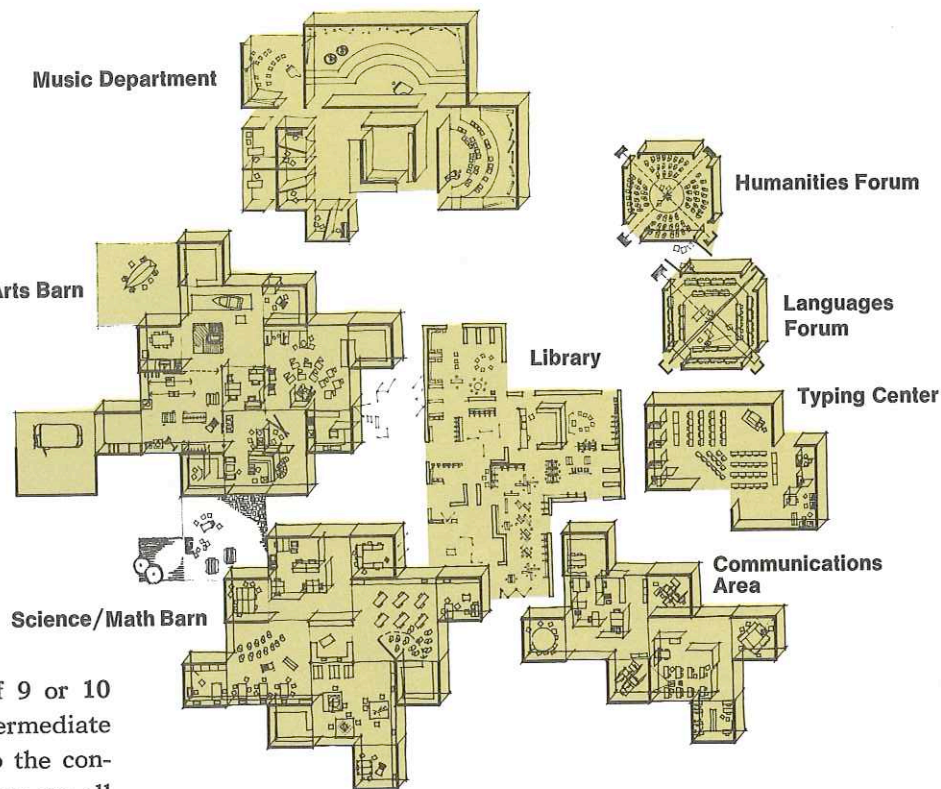 Music Department
Humanities Forum
Arts Barn
Languages
Forum
Library
Typing Center
Communications
Area
Science/Math Barn
9 or 10
termediate
the con-